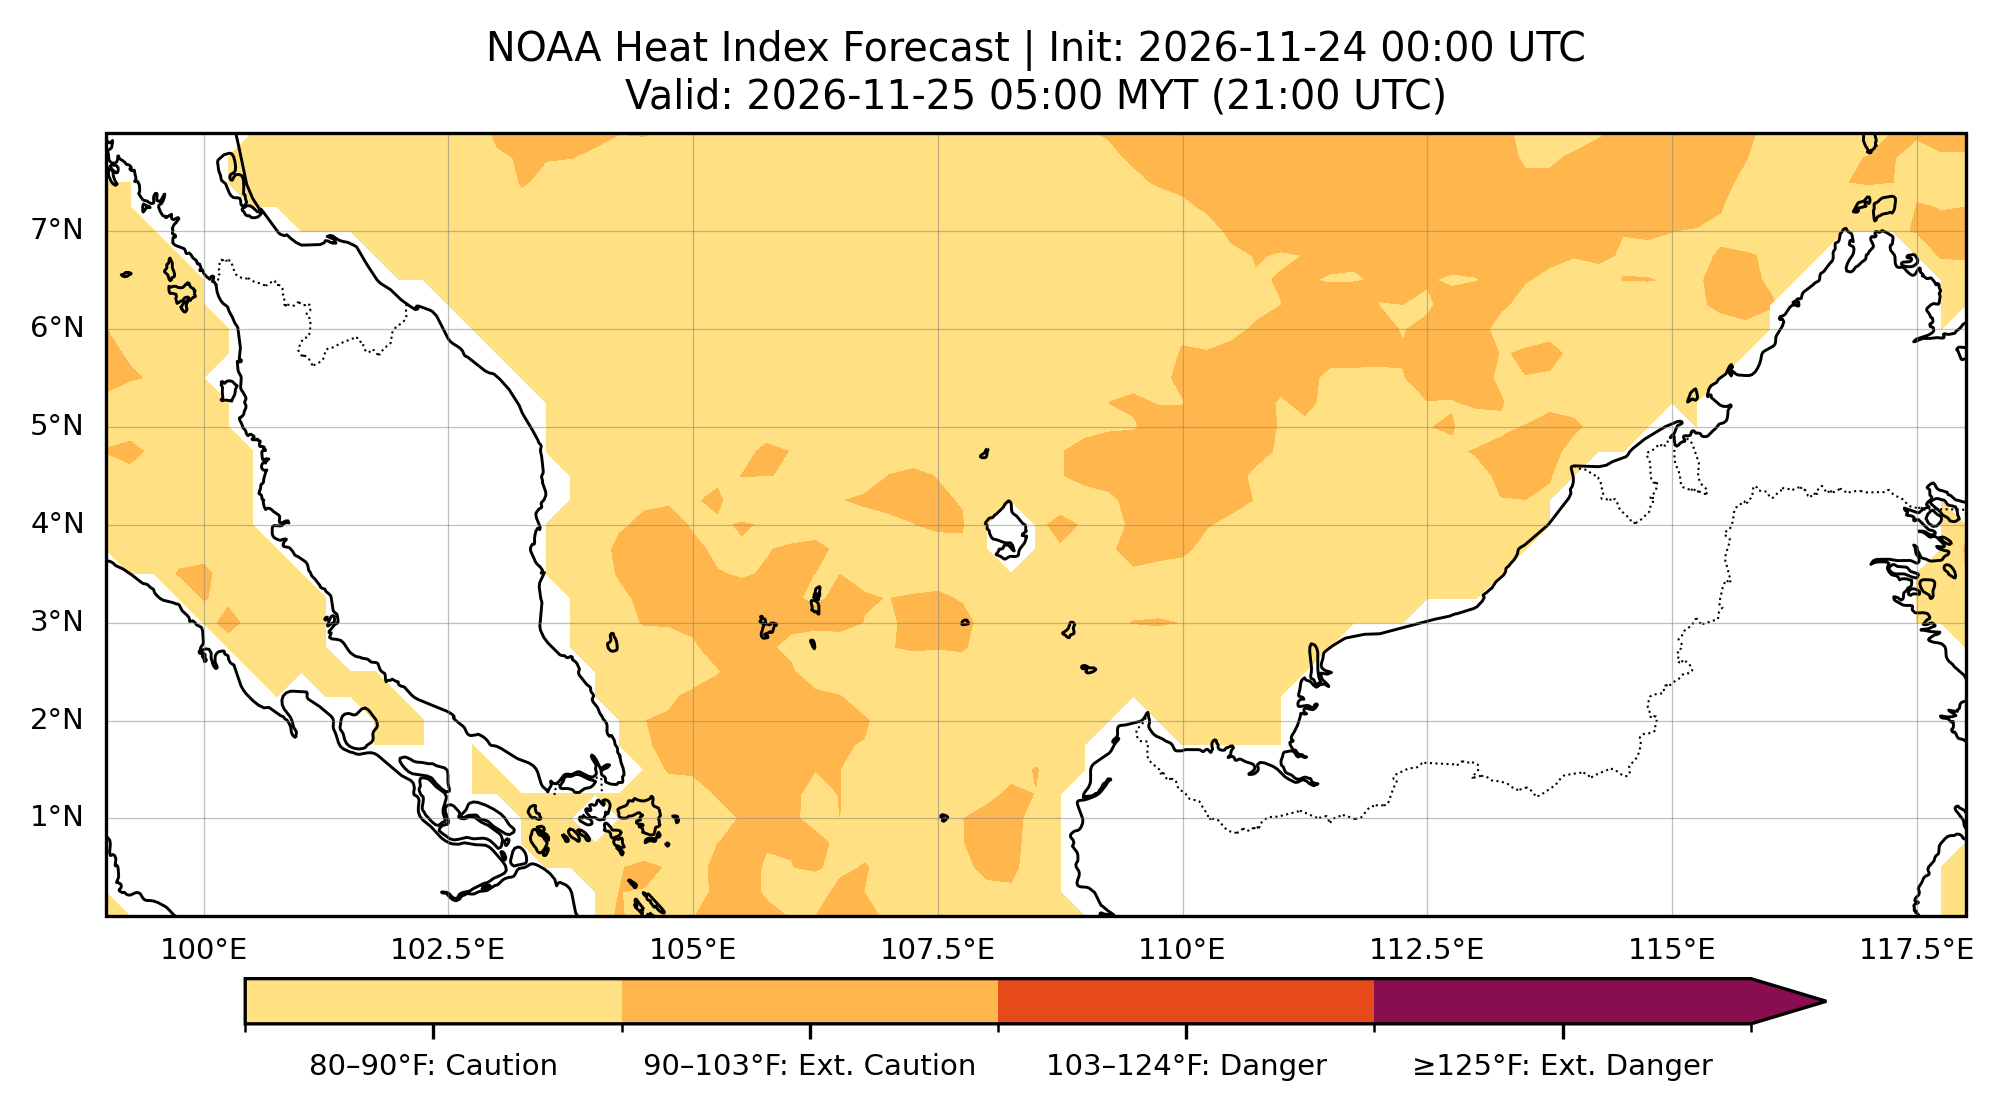 NOAA Heat Index Forecast | Init: 2026-11-24 00:00 UTC
Valid: 2026-11-25 05:00 MYT (21:00 UTC)
7°N
6°N
5°N
4°N
3°N
2°N
1°N
100°E 102.5°E 105°E 107.5°E 110°E 112.5°E 115°E 117.5°E
80–90°F: Caution 90–103°F: Ext. Caution 103–124°F: Danger ≥125°F: Ext. Danger